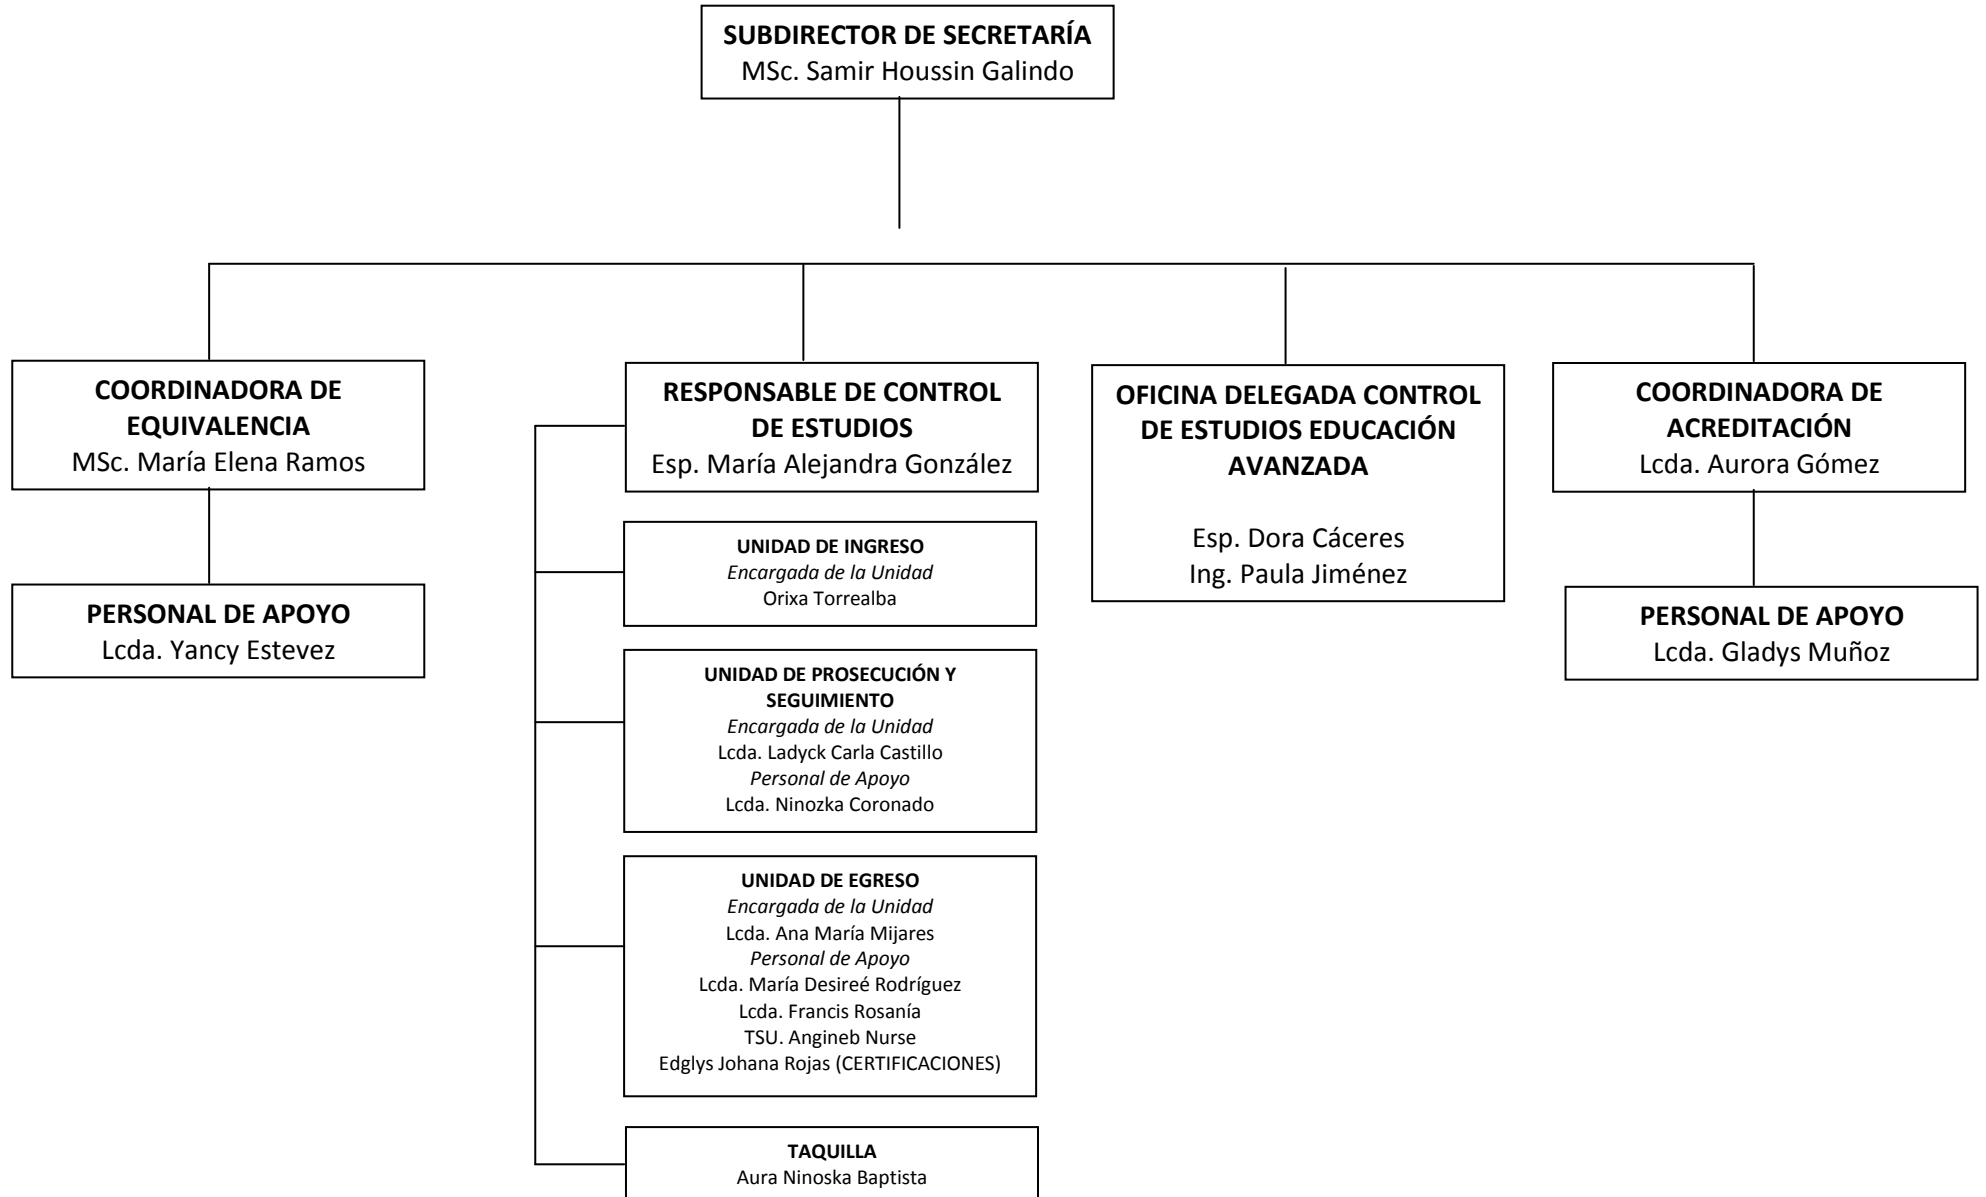 SUBDIRECTOR DE SECRETARÍA
MSc. Samir Houssin Galindo
COORDINADORA DE
EQUIVALENCIA
MSc. María Elena Ramos
PERSONAL DE APOYO
Lcda. Yancy Estevez
RESPONSABLE DE CONTROL
DE ESTUDIOS
Esp. María Alejandra González
UNIDAD DE INGRESO
Encargada de la Unidad
Orixa Torrealba
UNIDAD DE PROSECUCIÓN Y
SEGUIMIENTO
Encargada de la Unidad
Lcda. Ladyck Carla Castillo
Personal de Apoyo
Lcda. Ninozka Coronado
UNIDAD DE EGRESO
Encargada de la Unidad
Lcda. Ana María Mijares
Personal de Apoyo
Lcda. María Desireé Rodríguez
Lcda. Francis Rosanía
TSU. Angineb Nurse
Edglys Johana Rojas (CERTIFICACIONES)
TAQUILLA
Aura Ninoska Baptista
OFICINA DELEGADA CONTROL
DE ESTUDIOS EDUCACIÓN
AVANZADA
Esp. Dora Cáceres
Ing. Paula Jiménez
COORDINADORA DE
ACREDITACIÓN
Lcda. Aurora Gómez
PERSONAL DE APOYO
Lcda. Gladys Muñoz